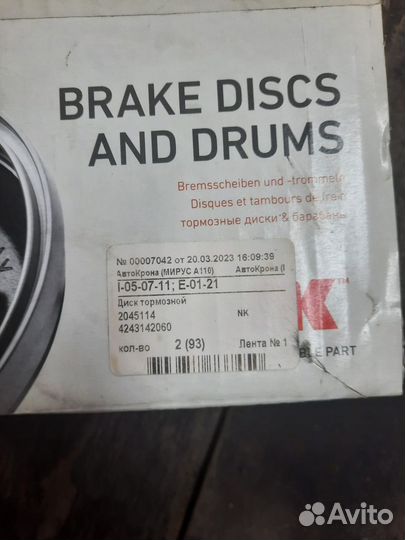 BRAKE DISCS
AND DRUMS
Bremsscheiben und -trommeln
Disques et tambours de frein
тормозные диски & барабаны
№ 00007042 от 20.03.2023 16:09:39
АвтоКрона (МИРУС А110) АвтоКрона (
I-05-07-11; E-01-21
Диск тормозной
2045114 NK
4243142060
кол-во 2 (93) Лента № 1
K™
BLE PART
Avito